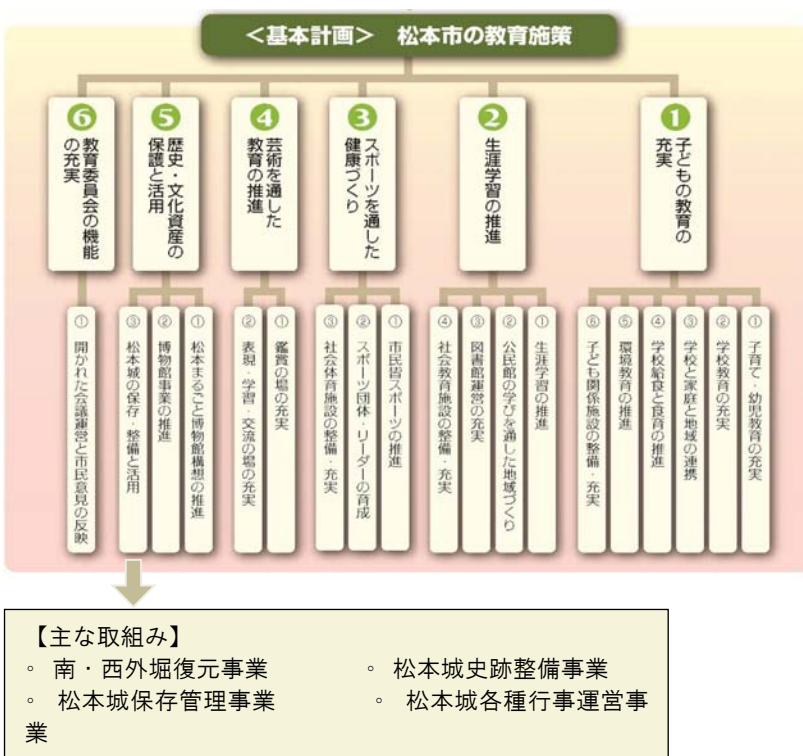 <基本計画> 松本市の教育施策
❶
子どもの教育の
充実
① 子育て・幼児教育の充実
② 学校教育の充実
③ 学校と家庭と地域の連携
④ 学校給食と食育の推進
⑤ 環境教育の推進
⑥ 子ども関係施設の整備・充実
❷
生涯学習の推進
① 生涯学習の推進
② 公民館の学びを通した地域づくり
③ 図書館運営の充実
④ 社会教育施設の整備・充実
❸
スポーツを通した
健康づくり
① 市民皆スポーツの推進
② スポーツ団体・リーダーの育成
③ 社会体育施設の整備・充実
❹
芸術を通した
教育の推進
① 鑑賞の場の充実
② 表現・学習・交流の場の充実
❺
歴史・文化資産の
保護と活用
① 松本まるごと博物館構想の推進
② 博物館事業の推進
③ 松本城の保存・整備と活用
❻
教育委員会の機能
の充実
① 開かれた会議運営と市民意見の反映
【主な取組み】
◦ 南・西外堀復元事業 ◦ 松本城史跡整備事業
◦ 松本城保存管理事業 ◦ 松本城各種行事運営事
業